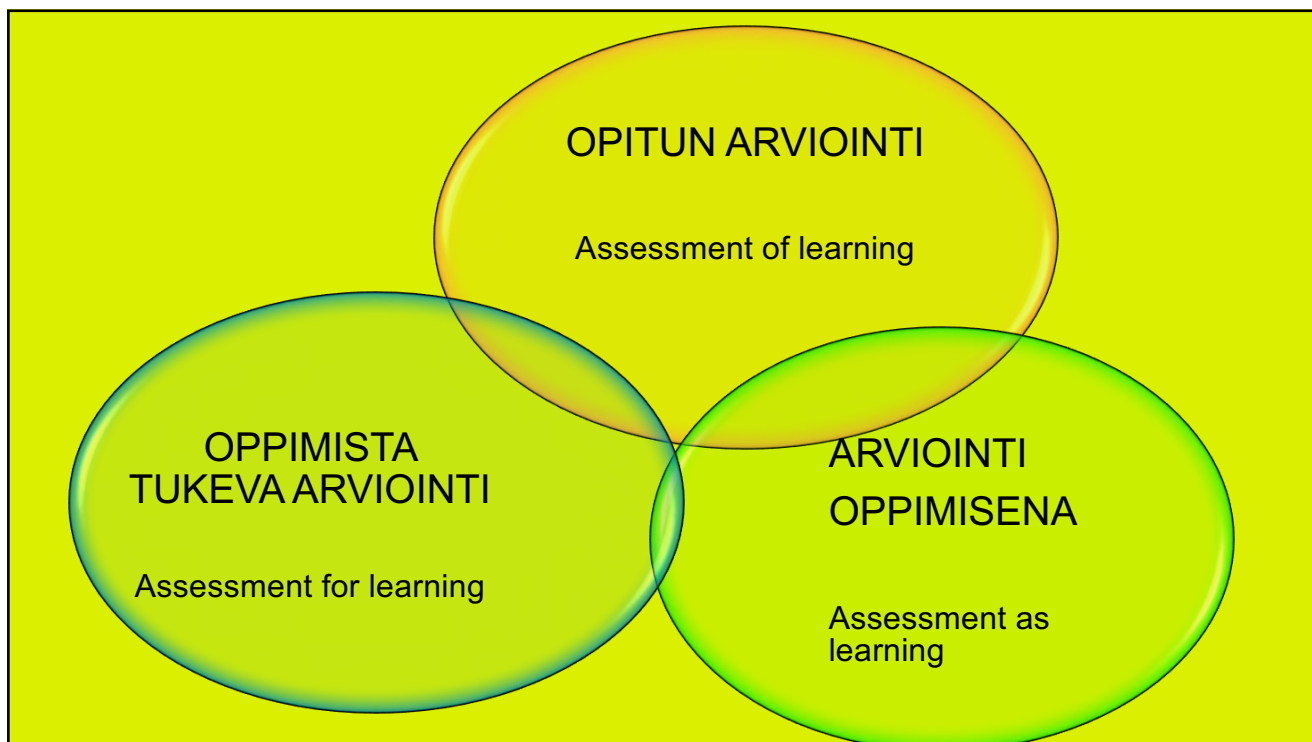 OPITUN ARVIOINTI
Assessment of learning
OPPIMISTA
TUKEVA ARVIOINTI
Assessment for learning
ARVIOINTI
OPPIMISENA
Assessment as
learning